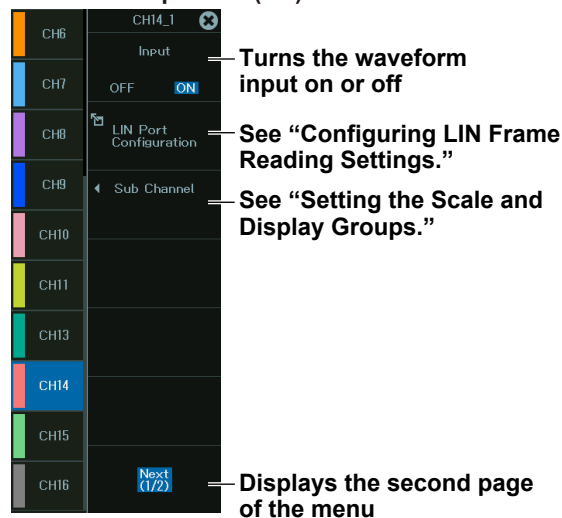 CH6
CH7
CH8
CH9
CH10
CH11
CH13
CH14
CH15
CH16
CH14_1
Input
OFF ON
LIN Port
Configuration
Sub Channel
Next
(1/2)
Turns the waveform
input on or off
See “Configuring LIN Frame
Reading Settings.”
See “Setting the Scale and
Display Groups.”
Displays the second page
of the menu